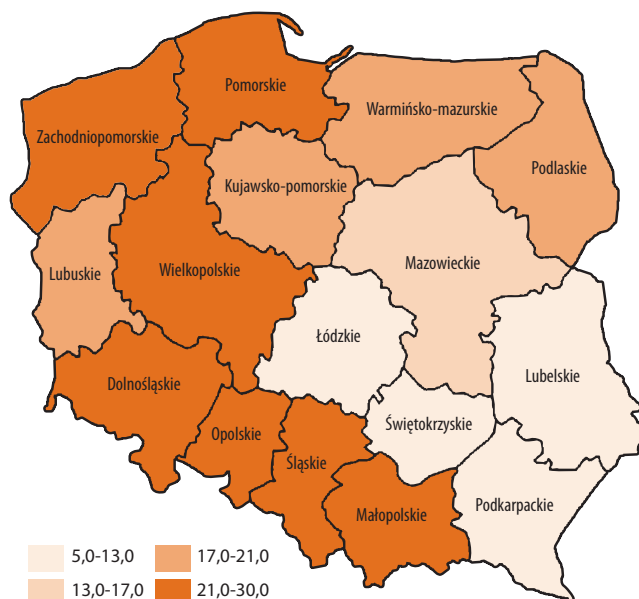 Pomorskie
Warmińsko-mazurskie
Zachodniopomorskie
Podlaskie
Kujawsko-pomorskie
Wielkopolskie
Mazowieckie
Lubuskie
Łódzkie
Lubelskie
Dolnośląskie
Świętokrzyskie
Opolskie
Śląskie
Podkarpackie
Małopolskie
5,0-13,0 17,0-21,0
13,0-17,0 21,0-30,0